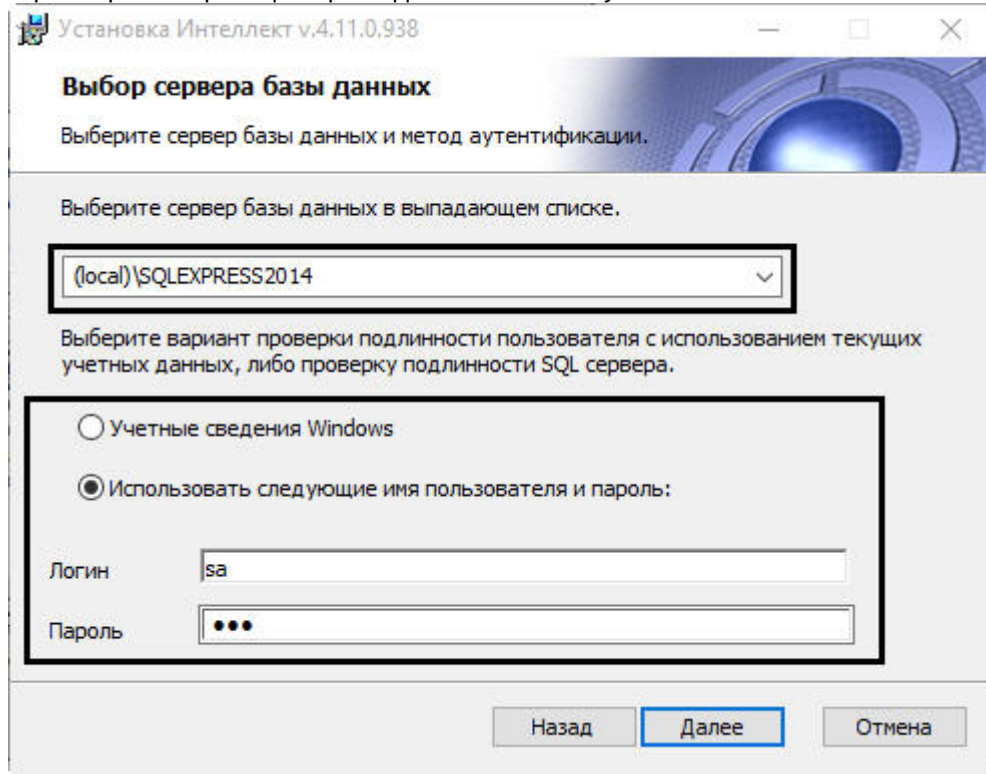 Установка Интеллект v.4.11.0.938
Выбор сервера базы данных
Выберите сервер базы данных и метод аутентификации.
Выберите сервер базы данных в выпадающем списке.
(local)\SQLEXPRESS2014
Выберите вариант проверки подлинности пользователя с использованием текущих
учетных данных, либо проверку подлинности SQL сервера.
Учетные сведения Windows
Использовать следующие имя пользователя и пароль:
Логин sa
Пароль •••
Назад Далее Отмена